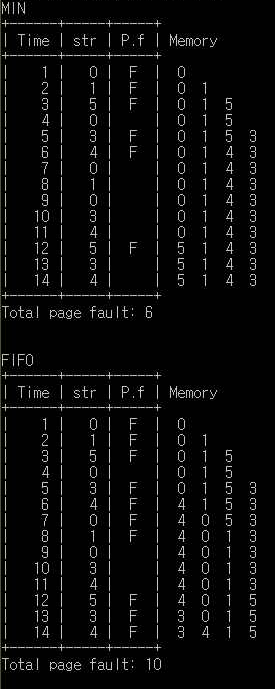 MIN
+------+-----+-----+
| Time | str | P.f | Memory
+------+-----+-----+
|    1 |   0 |  F  | 0
|    2 |   1 |  F  | 0 1
|    3 |   5 |  F  | 0 1 5
|    4 |   0 |     | 0 1 5
|    5 |   3 |  F  | 0 1 5 3
|    6 |   4 |  F  | 0 1 4 3
|    7 |   0 |     | 0 1 4 3
|    8 |   1 |     | 0 1 4 3
|    9 |   0 |     | 0 1 4 3
|   10 |   3 |     | 0 1 4 3
|   11 |   4 |     | 0 1 4 3
|   12 |   5 |  F  | 5 1 4 3
|   13 |   3 |     | 5 1 4 3
|   14 |   4 |     | 5 1 4 3
+------+-----+-----+
Total page fault: 6
FIFO
+------+-----+-----+
| Time | str | P.f | Memory
+------+-----+-----+
|    1 |   0 |  F  | 0
|    2 |   1 |  F  | 0 1
|    3 |   5 |  F  | 0 1 5
|    4 |   0 |     | 0 1 5
|    5 |   3 |  F  | 0 1 5 3
|    6 |   4 |  F  | 4 1 5 3
|    7 |   0 |  F  | 4 0 5 3
|    8 |   1 |  F  | 4 0 1 3
|    9 |   0 |     | 4 0 1 3
|   10 |   3 |     | 4 0 1 3
|   11 |   4 |     | 4 0 1 3
|   12 |   5 |  F  | 4 0 1 5
|   13 |   3 |  F  | 3 0 1 5
|   14 |   4 |  F  | 3 4 1 5
+------+-----+-----+
Total page fault: 10